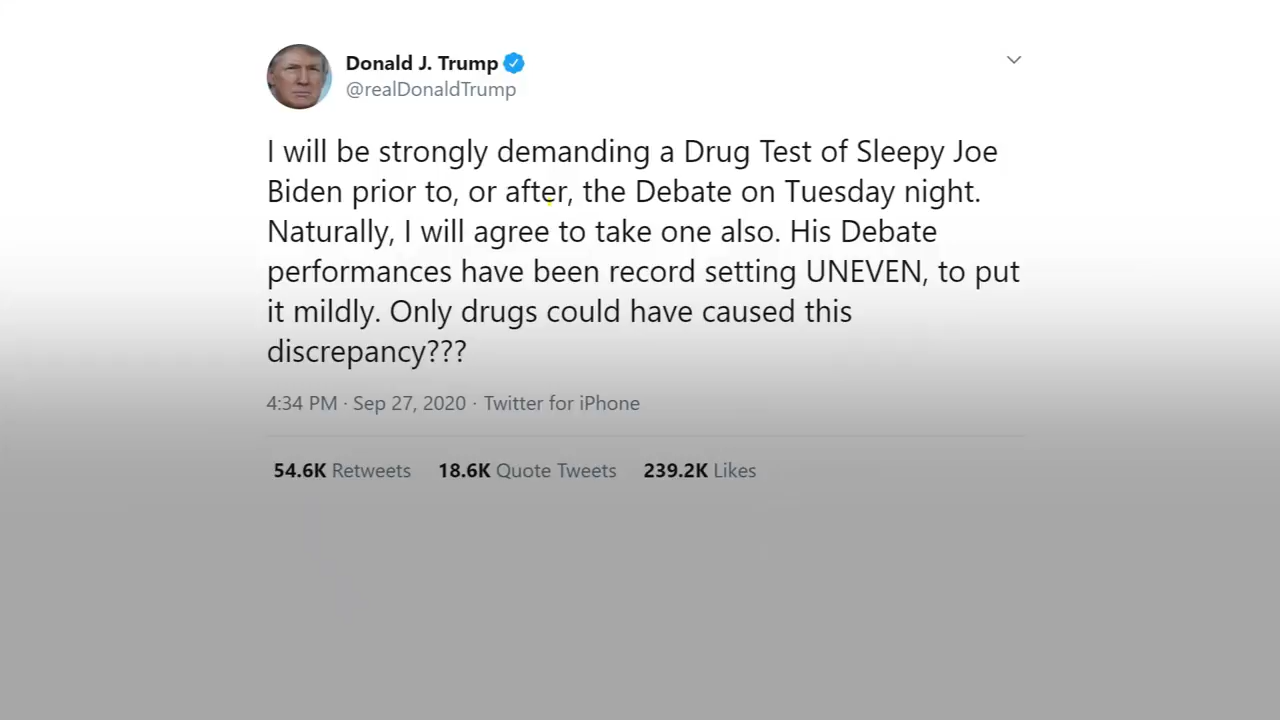 Donald J. Trump
@realDonaldTrump
I will be strongly demanding a Drug Test of Sleepy Joe
Biden prior to, or after, the Debate on Tuesday night.
Naturally, I will agree to take one also. His Debate
performances have been record setting UNEVEN, to put
it mildly. Only drugs could have caused this
discrepancy???
4:34 PM · Sep 27, 2020 · Twitter for iPhone
54.6K Retweets 18.6K Quote Tweets 239.2K Likes